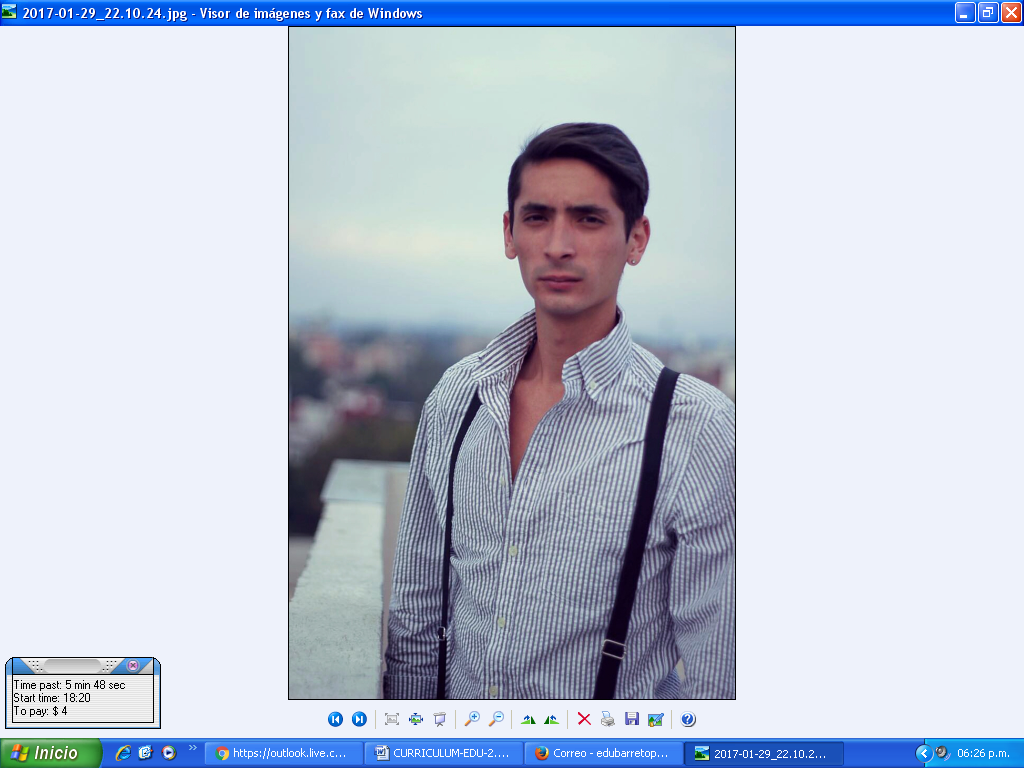 2017-01-29_22.10.24.jpg - Visor de imágenes y fax de Windows
Time past: 5 min 48 sec
Start time: 18:20
To pay: $ 4
Inicio
https://outlook.live.c...
CURRICULUM-EDU-2....
Correo - edubarretop...
2017-01-29_22.10.2...
06:26 p.m.